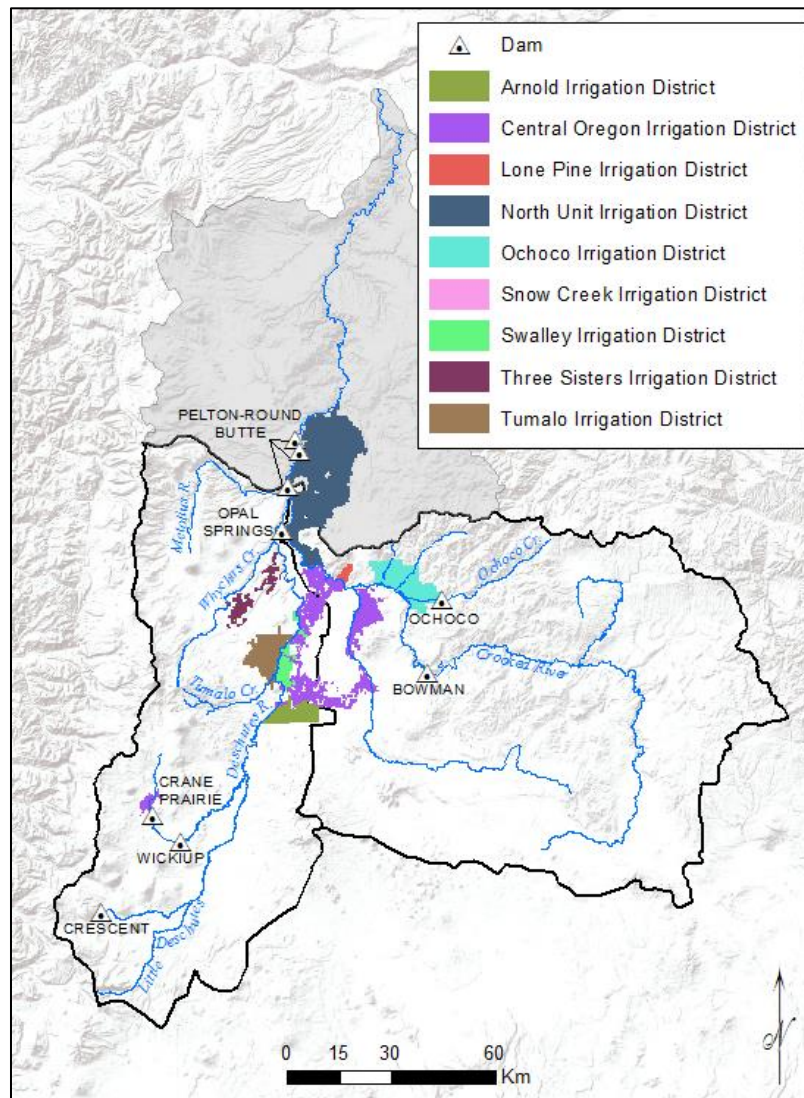 Dam
Arnold Irrigation District
Central Oregon Irrigation District
Lone Pine Irrigation District
North Unit Irrigation District
Ochoco Irrigation District
Snow Creek Irrigation District
Swalley Irrigation District
Three Sisters Irrigation District
Tumalo Irrigation District
PELTON-ROUND
BUTTE
OPAL
SPRINGS
Metolius R.
Whychus Cr.
Ochoco Cr.
OCHOCO
Crooked River
BOWMAN
Tumalo Cr.
Deschutes R.
CRANE
PRAIRIE
WICKIUP
CRESCENT
Little Deschutes
0 15 30 60
Km
N